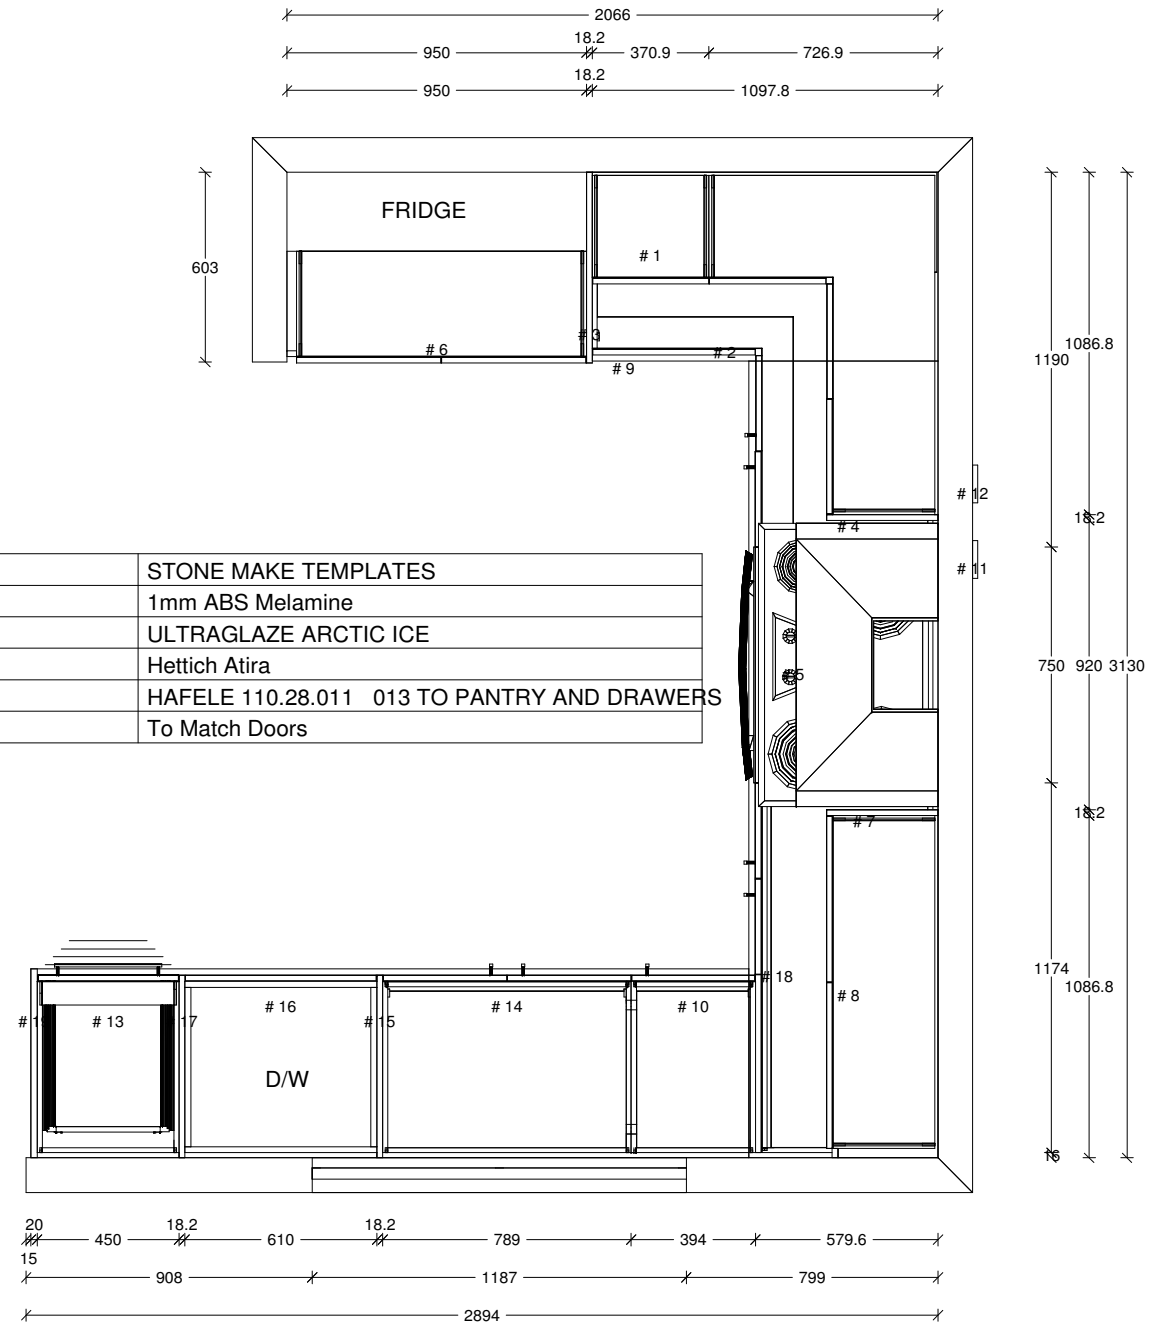 2066
18.2
950 370.9 726.9
18.2
950 1097.8
FRIDGE
# 1
603
# 3
# 6 # 2
# 9
1086.8
1190
# 12
18.2
# 4
# 11
STONE MAKE TEMPLATES
1mm ABS Melamine
ULTRAGLAZE ARCTIC ICE
Hettich Atira
HAFELE 110.28.011 013 TO PANTRY AND DRAWERS
To Match Doors
750 920 3130
18.2
# 7
1174
# 18
1086.8
# 8
# 16 # 14 # 10
# 13 # 17 # 15
D/W
16
20 18.2 18.2
450 610 789 394 579.6
15
908 1187 799
2894